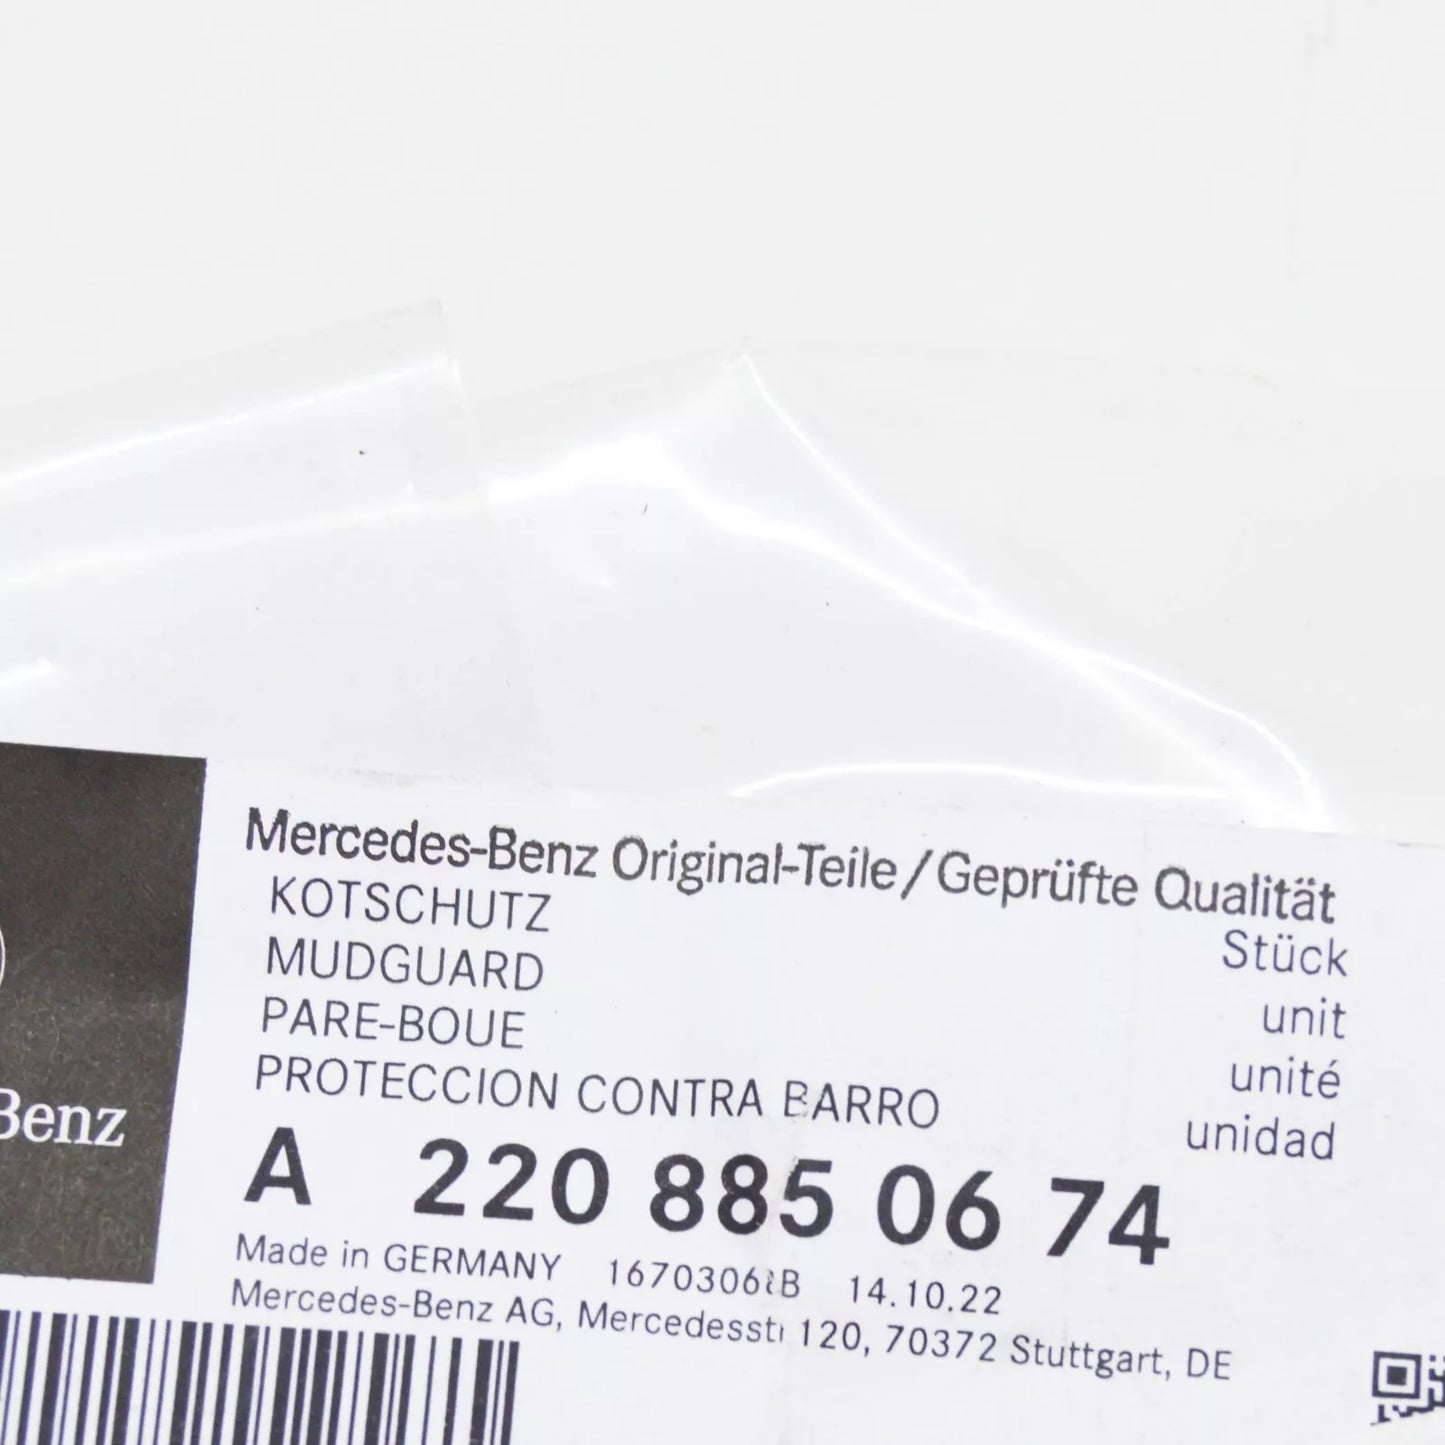 Mercedes-Benz Original-Teile/Geprüfte Qualität
KOTSCHUTZ
Stück
MUDGUARD
unit
PARE-BOUE
unité
PROTECCION CONTRA BARRO
unidad
Benz
A 220 885 06 74
Made in GERMANY 14.10.22
Mercedes-Benz AG, 120, 70372 Stuttgart, DE